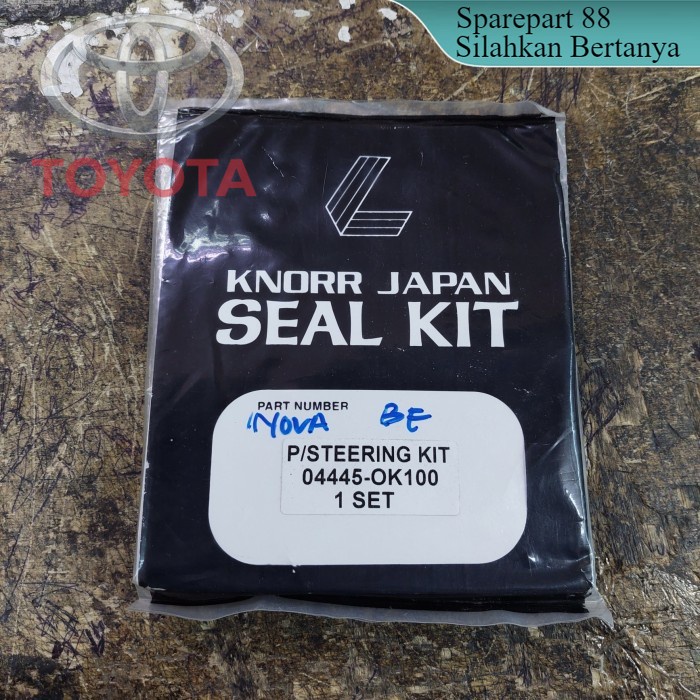 Sparepart 88
Silahkan Bertanya
TOYOTA
KNORR JAPAN
SEAL KIT
PART NUMBER
INOVA BE
P/STEERING KIT
04445-OK100
1 SET